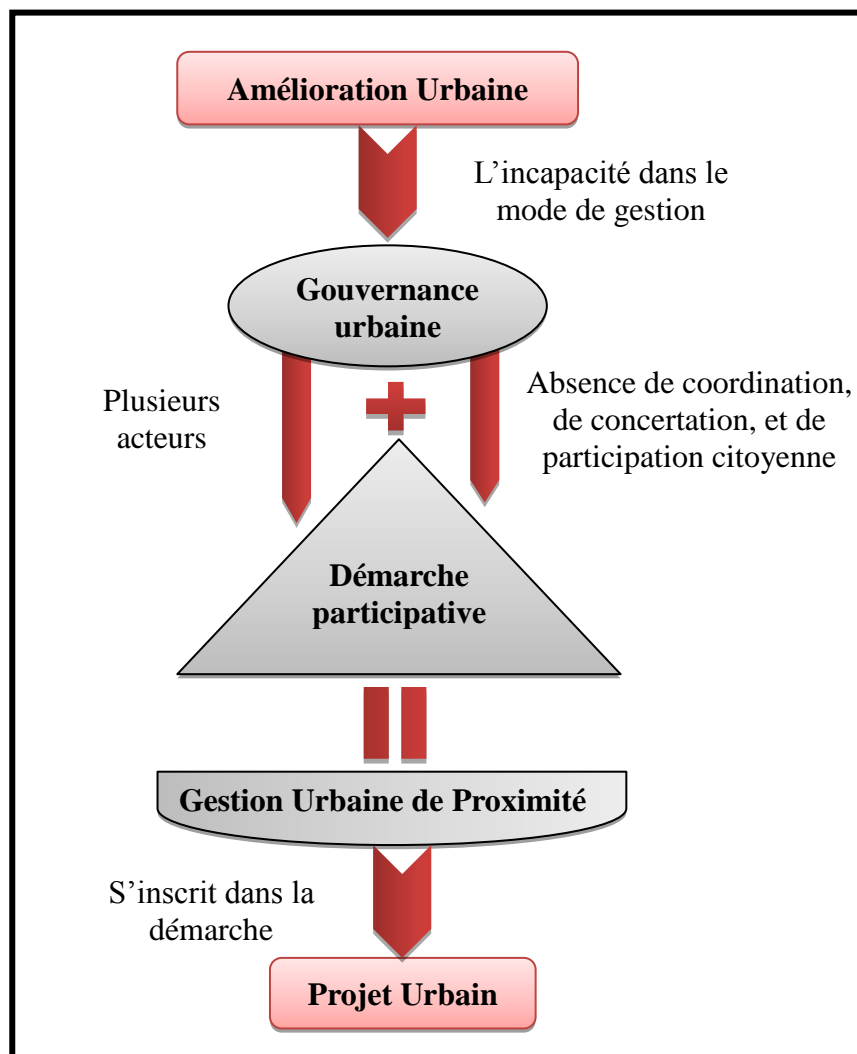 Amélioration Urbaine
L’incapacité dans le
mode de gestion
Gouvernance
urbaine
Plusieurs
acteurs
Absence de coordination,
de concertation, et de
participation citoyenne
Démarche
participative
Gestion Urbaine de Proximité
S’inscrit dans la
démarche
Projet Urbain